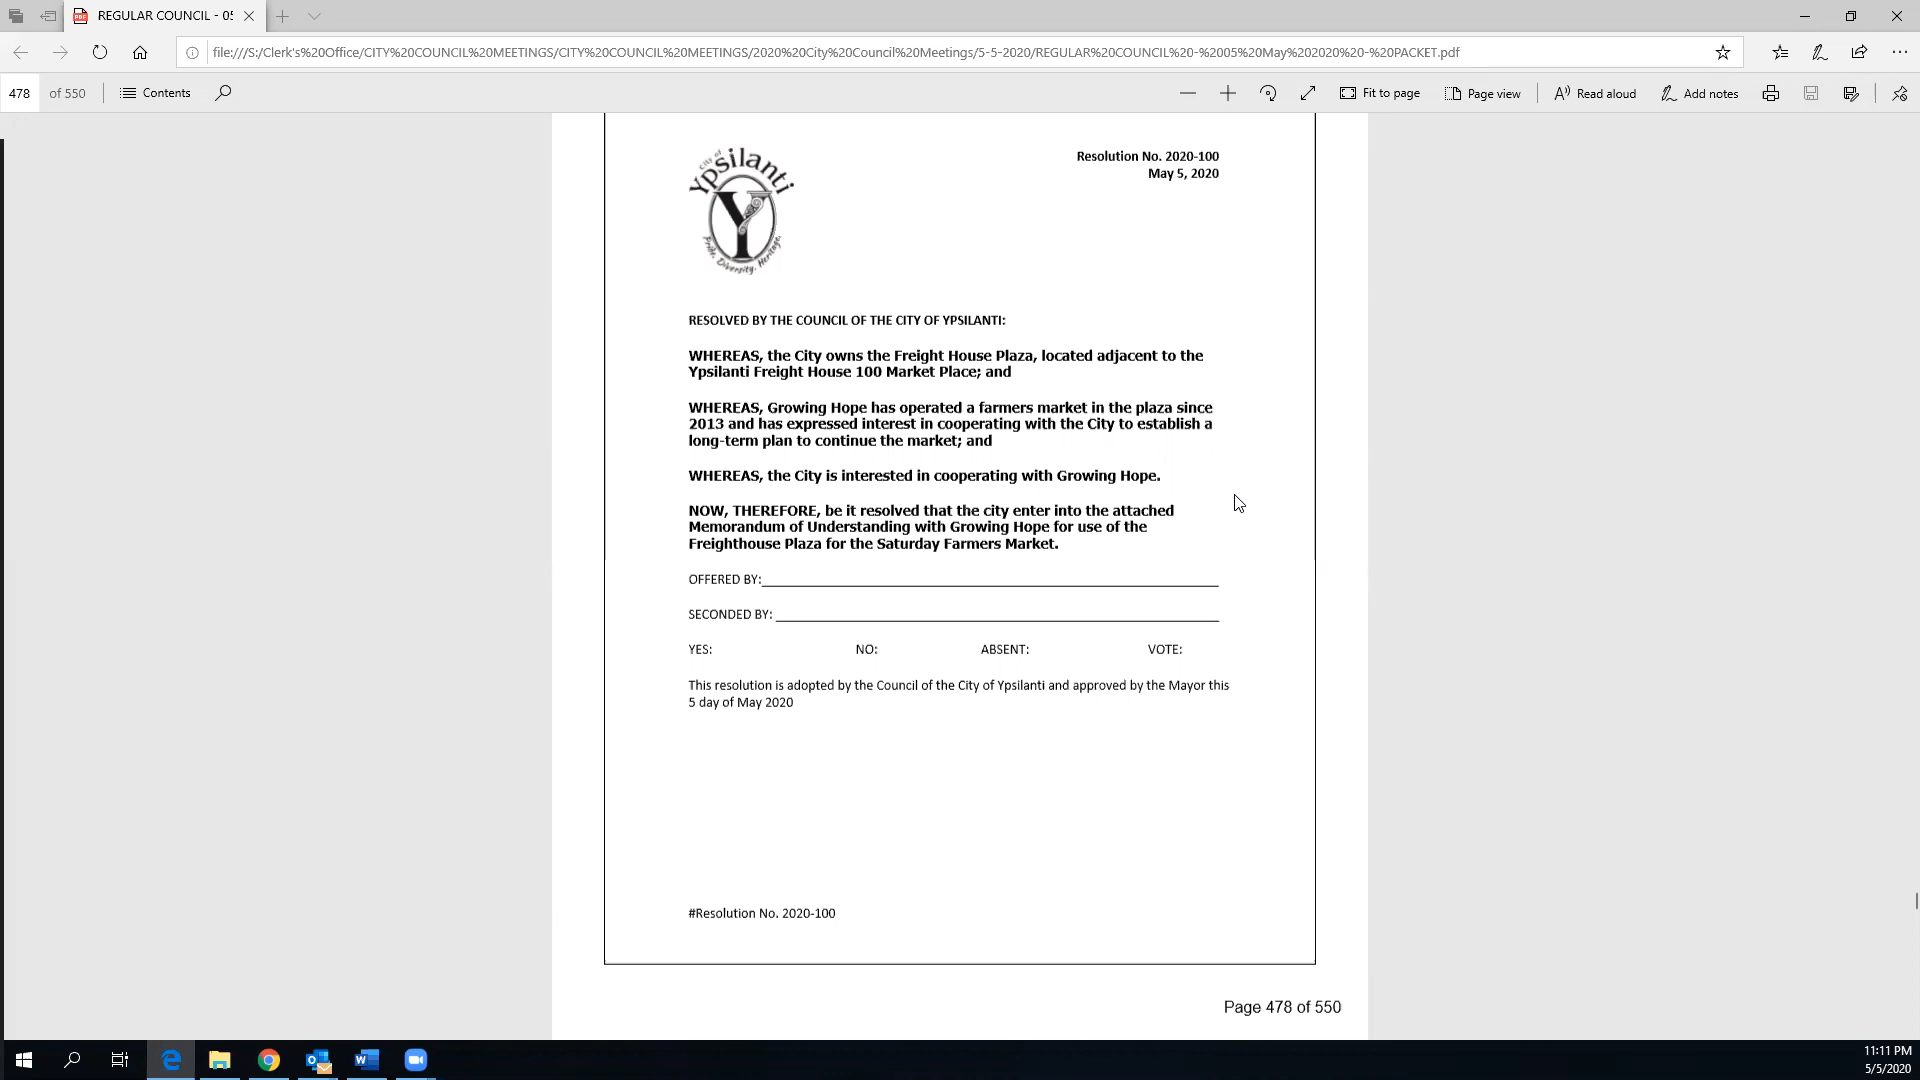 REGULAR COUNCIL - 05
file:///S:/Clerk's%20Office/CITY%20COUNCIL%20MEETINGS/CITY%20COUNCIL%20MEETINGS/2020%20City%20Council%20Meetings/5-5-2020/REGULAR%20COUNCIL%20-%2005%20May%202020%20-%20PACKET.pdf
478 of 550 Contents Fit to page Page view Read aloud Add notes
City of Ypsilanti
Y
Pride. Diversity. Heritage.
Resolution No. 2020-100
May 5, 2020
RESOLVED BY THE COUNCIL OF THE CITY OF YPSILANTI:
WHEREAS, the City owns the Freight House Plaza, located adjacent to the
Ypsilanti Freight House 100 Market Place; and
WHEREAS, Growing Hope has operated a farmers market in the plaza since
2013 and has expressed interest in cooperating with the City to establish a
long-term plan to continue the market; and
WHEREAS, the City is interested in cooperating with Growing Hope.
NOW, THEREFORE, be it resolved that the city enter into the attached
Memorandum of Understanding with Growing Hope for use of the
Freighthouse Plaza for the Saturday Farmers Market.
OFFERED BY:
SECONDED BY:
YES: NO: ABSENT: VOTE:
This resolution is adopted by the Council of the City of Ypsilanti and approved by the Mayor this
5 day of May 2020
#Resolution No. 2020-100
Page 478 of 550
11:11 PM
5/5/2020